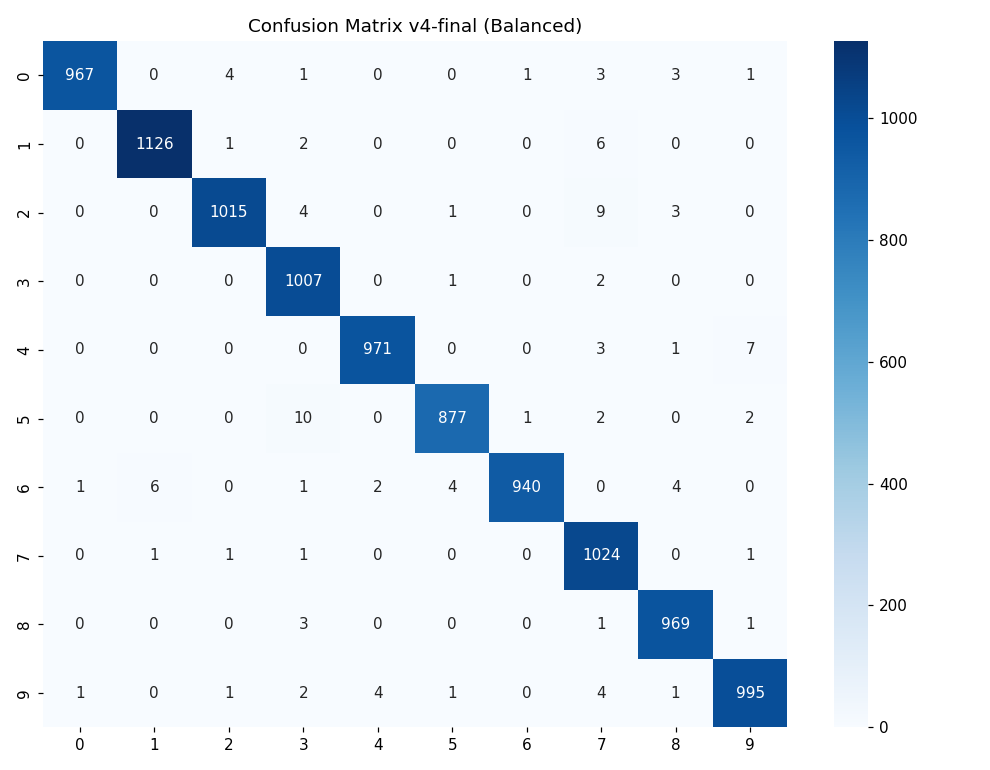 Confusion Matrix v4-final (Balanced)
0 967 0 4 1 0 0 1 3 3 1
1 0 1126 1 2 0 0 0 6 0 0
2 0 0 1015 4 0 1 0 9 3 0
3 0 0 0 1007 0 1 0 2 0 0
4 0 0 0 0 971 0 0 3 1 7
5 0 0 0 10 0 877 1 2 0 2
6 1 6 0 1 2 4 940 0 4 0
7 0 1 1 1 0 0 0 1024 0 1
8 0 0 0 3 0 0 0 1 969 1
9 1 0 1 2 4 1 0 4 1 995
0 1 2 3 4 5 6 7 8 9
1000
800
600
400
200
0